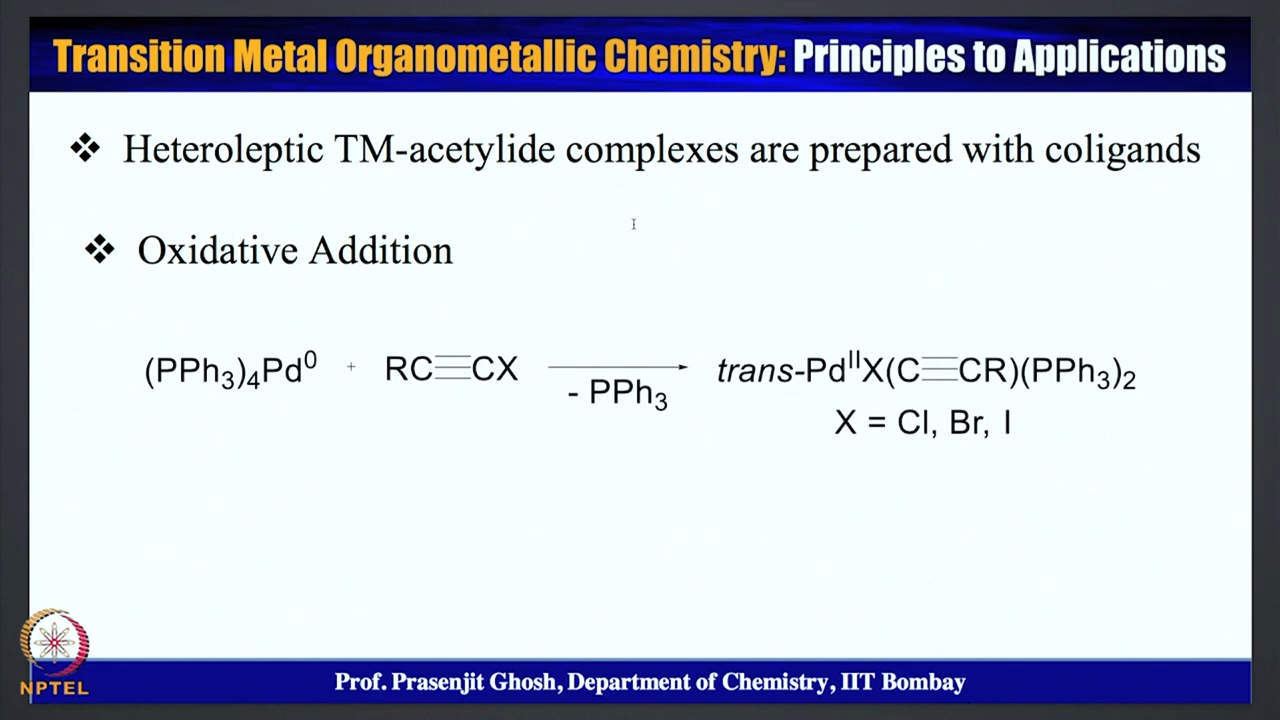 Transition Metal Organometallic Chemistry: Principles to Applications
❖ Heteroleptic TM-acetylide complexes are prepared with coligands
❖ Oxidative Addition
(PPh₃)₄Pd⁰ + RC≡CX - PPh₃ trans-PdᴵᴵX(C≡CR)(PPh₃)₂
X = Cl, Br, I
NPTEL
Prof. Prasenjit Ghosh, Department of Chemistry, IIT Bombay